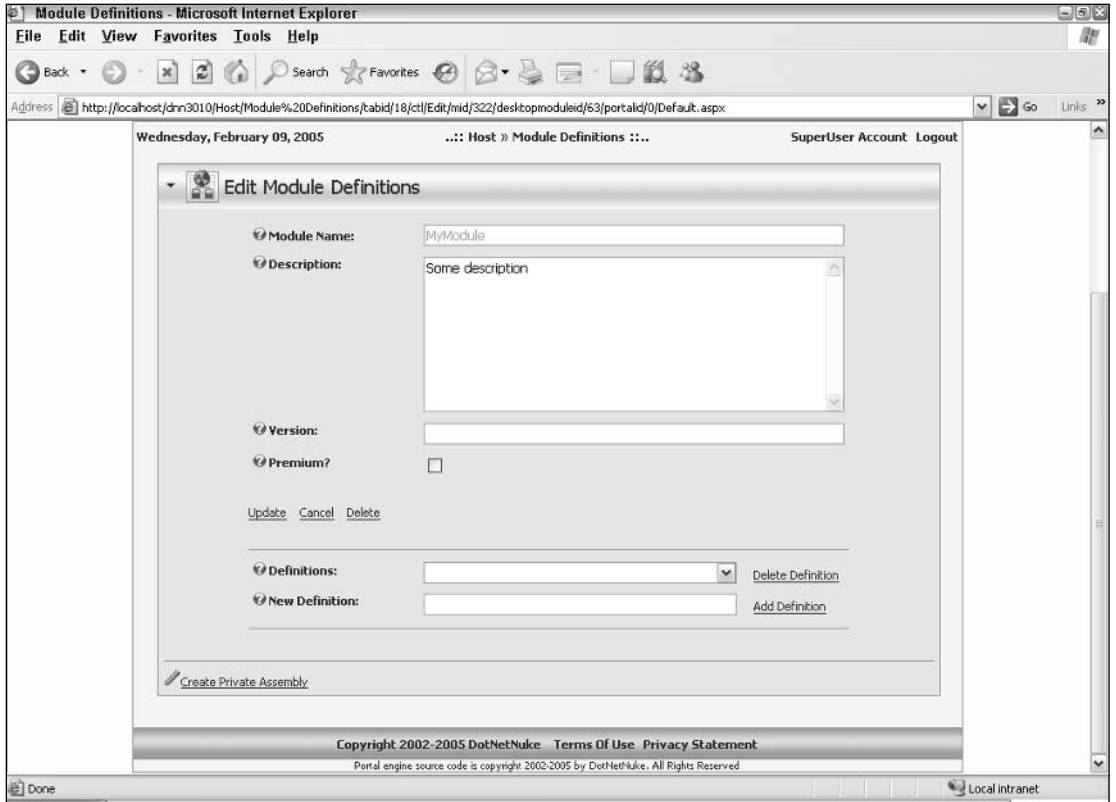 Module Definitions - Microsoft Internet Explorer
File Edit View Favorites Tools Help
Back Search Favorites
Address http://localhost/dnn3010/Host/Module%20Definitions/tabid/18/ctl/Edit/mid/322/desktopmoduleid/63/portalid/0/Default.aspx Go Links »
Wednesday, February 09, 2005 ..:: Host » Module Definitions ::.. SuperUser Account Logout
Edit Module Definitions
Module Name: MyModule
Description: Some description
Version:
Premium?
Update Cancel Delete
Definitions: Delete Definition
New Definition: Add Definition
Create Private Assembly
Copyright 2002-2005 DotNetNuke Terms Of Use Privacy Statement
Portal engine source code is copyright 2002-2005 by DotNetNuke. All Rights Reserved
Done Local intranet